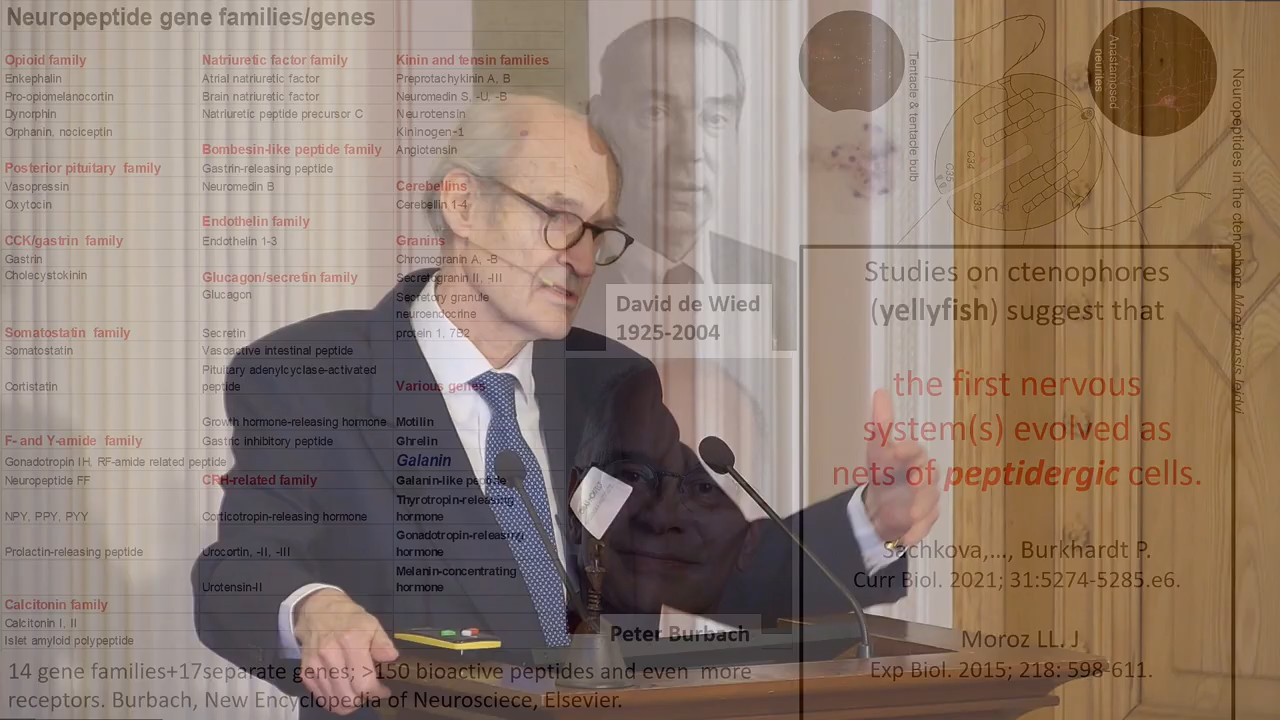 Neuropeptide gene families/genes
Opioid family
Enkephalin
Pro-opiomelanocortin
Dynorphin
Orphanin, nociceptin
Posterior pituitary family
Vasopressin
Oxytocin
CCK/gastrin family
Gastrin
Cholecystokinin
Somatostatin family
Somatostatin
Cortistatin
F- and Y-amide family
Gonadotropin IH, RF-amide related peptide
Neuropeptide FF
NPY, PPY, PYY
Prolactin-releasing peptide
Calcitonin family
Calcitonin I, II
Islet amyloid polypeptide
Natriuretic factor family
Atrial natriuretic factor
Brain natriuretic factor
Natriuretic peptide precursor C
Bombesin-like peptide family
Gastrin-releasing peptide
Neuromedin B
Endothelin family
Endothelin 1-3
Glucagon/secretin family
Glucagon
Secretin
Vasoactive intestinal peptide
Pituitary adenylcyclase-activated
peptide
Growth hormone-releasing hormone
Gastric inhibitory peptide
CRH-related family
Corticotropin-releasing hormone
Urocortin, -II, -III
Urotensin-II
Kinin and tensin families
Preprotachykinin A, B
Neuromedin S, -U, -B
Neurotensin
Kininogen-1
Angiotensin
Cerebellins
Cerebellin 1-4
Granins
Chromogranin A, -B
Secretogranin II, -III
Secretory granule
neuroendocrine
protein 1, 7B2
Various genes
Motilin
Ghrelin
Galanin
Galanin-like peptide
Thyrotropin-releasing
hormone
Gonadotropin-releasing
hormone
Melanin-concentrating
hormone
14 gene families+17separate genes; >150 bioactive peptides and even more
receptors. Burbach, New Encyclopedia of Neurosciece, Elsevier.
David de Wied
1925-2004
Peter Burbach
Tentacle & tentacle bulb
C34
C35
C33
Anastamosed
neurites
Neuropeptides in the ctenophore Mnemiopsis leidyi
Studies on ctenophores
(yellyfish) suggest that
the first nervous
system(s) evolved as
nets of peptidergic cells.
Sachkova,..., Burkhardt P.
Curr Biol. 2021; 31:5274-5285.e6.
Moroz LL. J
Exp Biol. 2015; 218: 598-611.